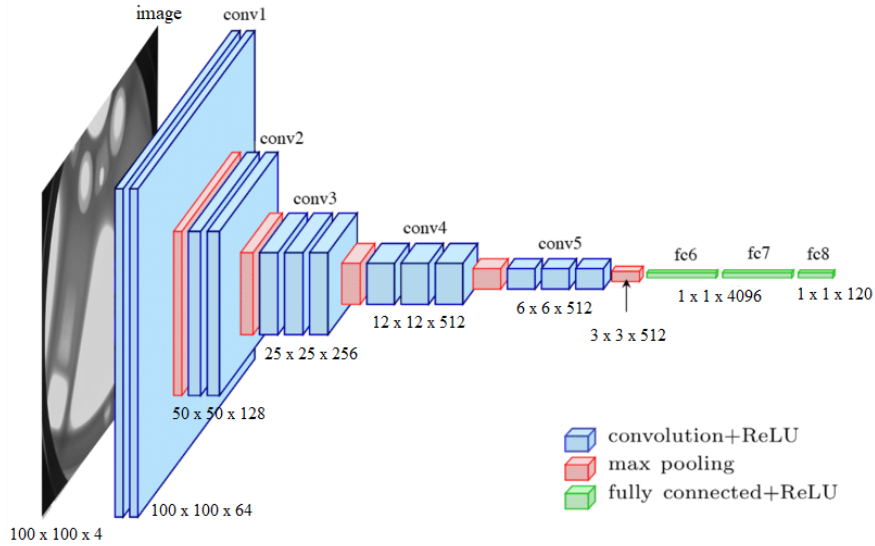 image
conv1
conv2
conv3
conv4
conv5
fc6
fc7
fc8
1 x 1 x 4096
1 x 1 x 120
3 x 3 x 512
6 x 6 x 512
12 x 12 x 512
25 x 25 x 256
50 x 50 x 128
100 x 100 x 64
100 x 100 x 4
convolution+ReLU
max pooling
fully connected+ReLU